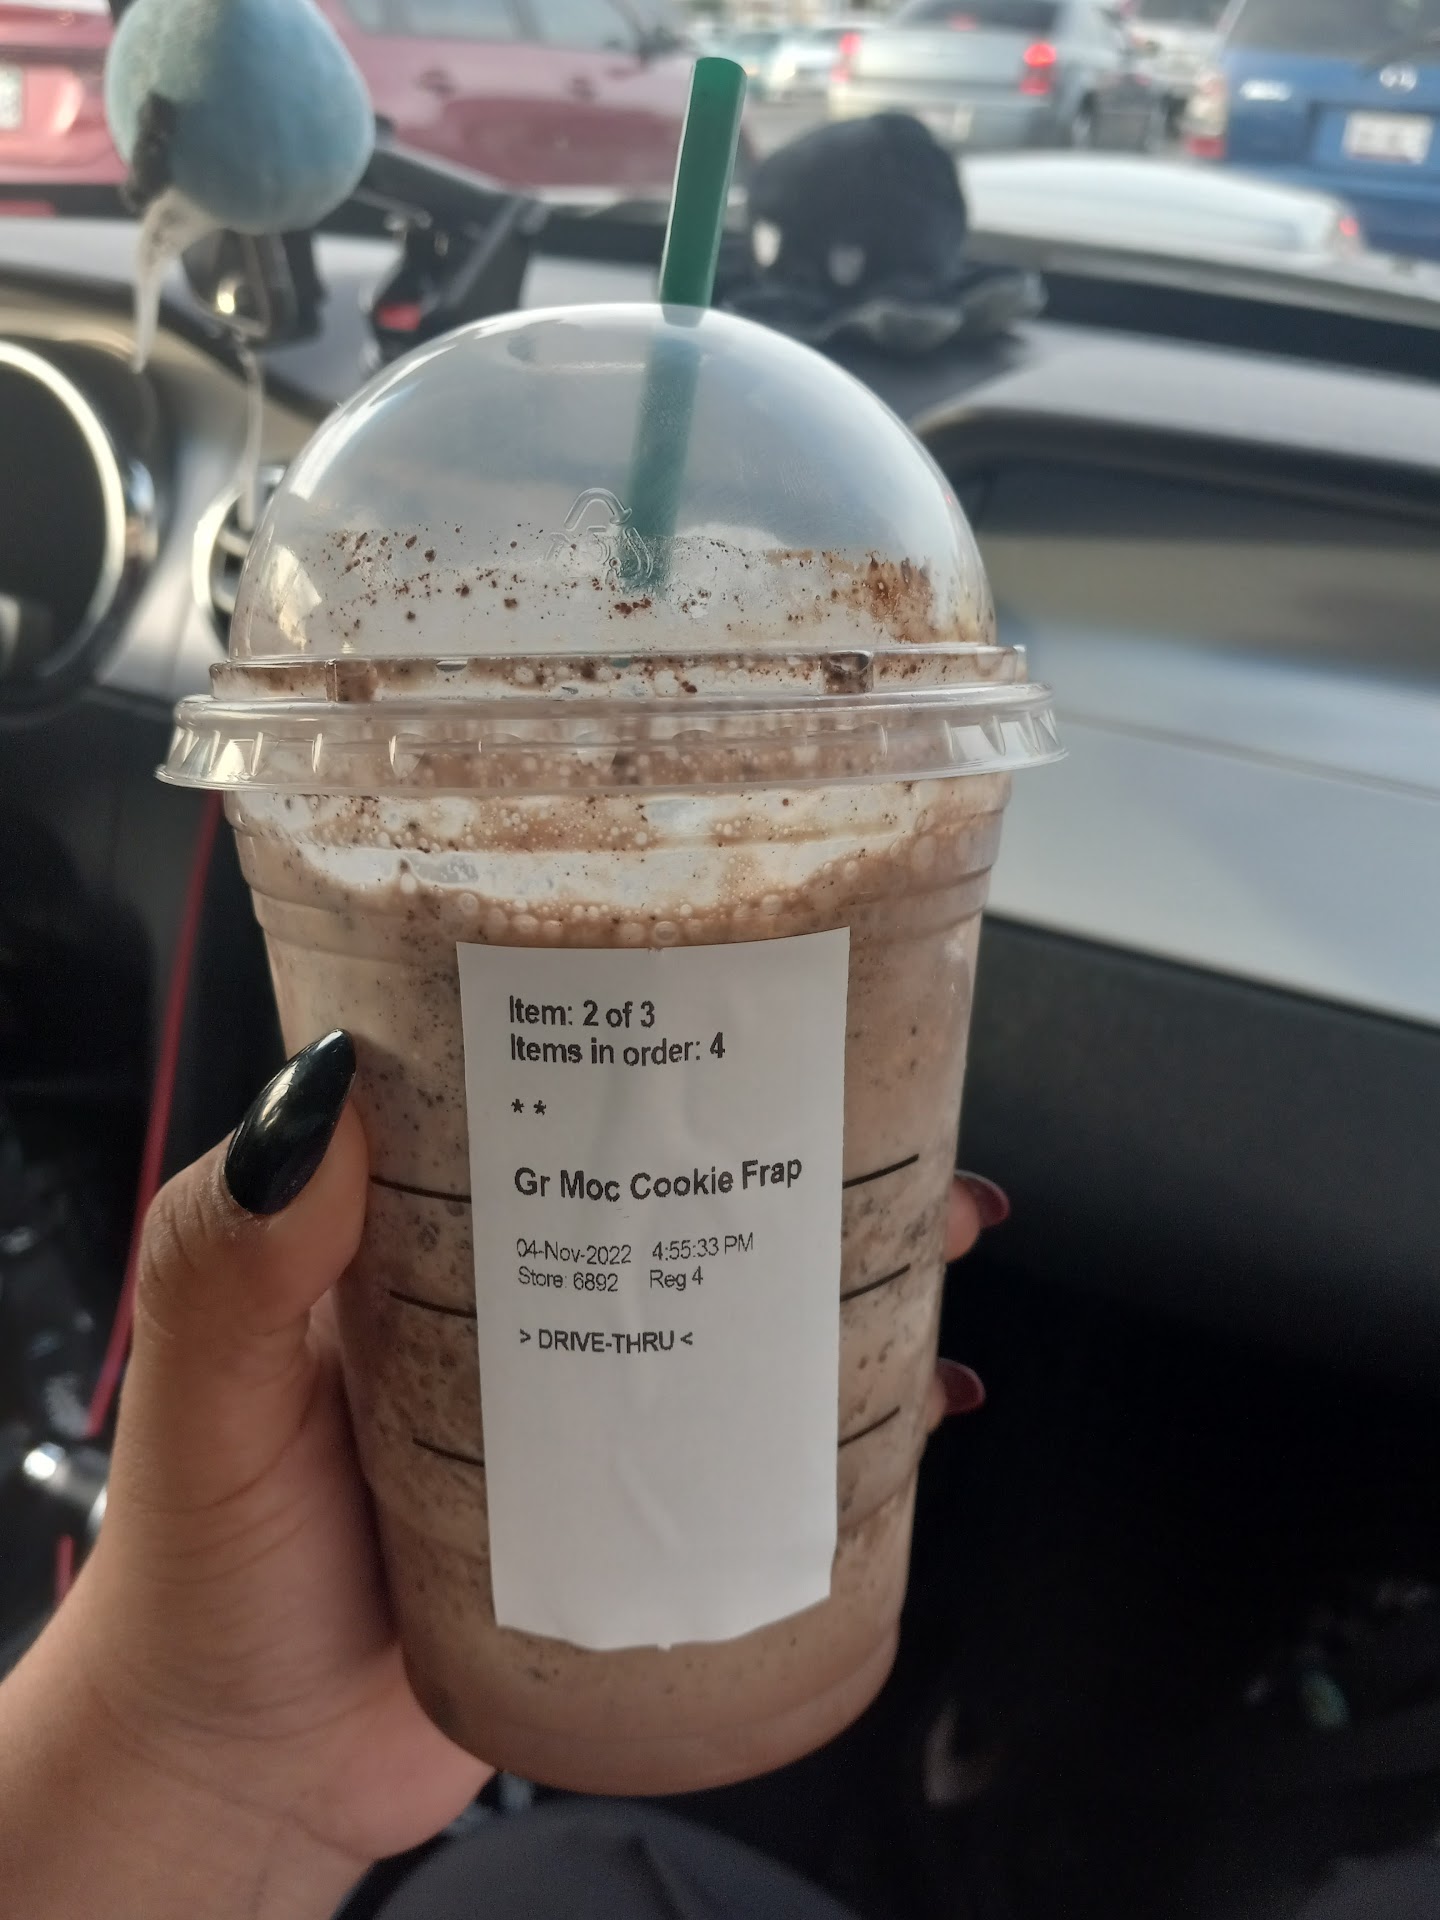 Item: 2 of 3
Items in order: 4
* *
Gr Moc Cookie Frap
04-Nov-2022 4:55:33 PM
Store: 6892 Reg 4
> DRIVE-THRU <